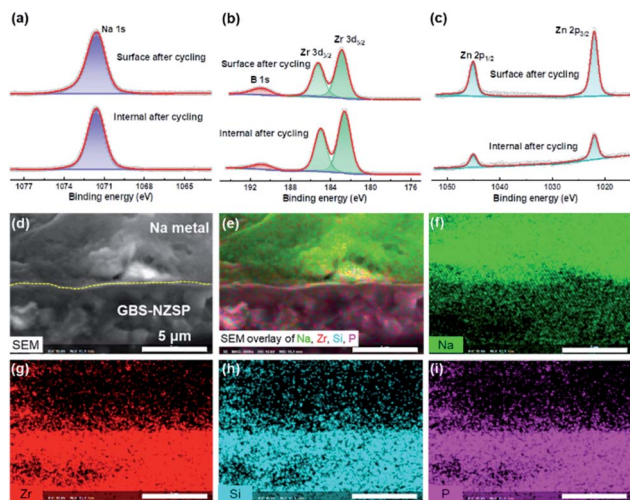 (a)
Na 1s
Surface after cycling
Internal after cycling
1077 1074 1071 1068 1065
Binding energy (eV)
(b)
Zr 3d3/2
Zr 3d5/2
Surface after cycling
B 1s
Internal after cycling
192 188 184 180 176
Binding energy (eV)
(c)
Zn 2p3/2
Zn 2p1/2
Surface after cycling
Internal after cycling
1050 1040 1030 1020
Binding energy (eV)
(d)
Na metal
GBS-NZSP
5 μm
SEM
(e)
SEM overlay of Na, Zr, Si, P
(f)
Na
(g)
Zr
(h)
Si
(i)
P